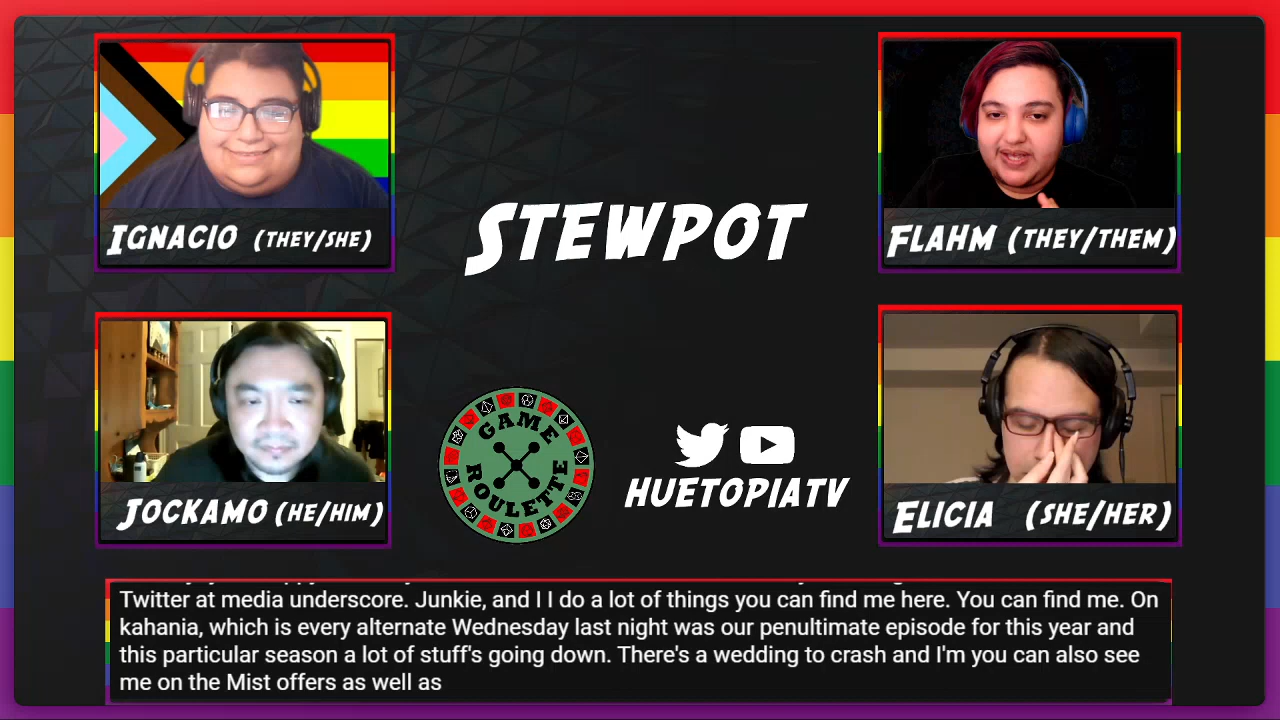 IGNACIO (THEY/SHE)
FLAHM (THEY/THEM)
STEWPOT
JOCKAMO (HE/HIM)
GAME
ROULETTE
HUETOPIATV
ELICIA (SHE/HER)
Twitter at media underscore. Junkie, and I I do a lot of things you can find me here. You can find me. On
kahania, which is every alternate Wednesday last night was our penultimate episode for this year and
this particular season a lot of stuff's going down. There's a wedding to crash and I'm you can also see
me on the Mist offers as well as